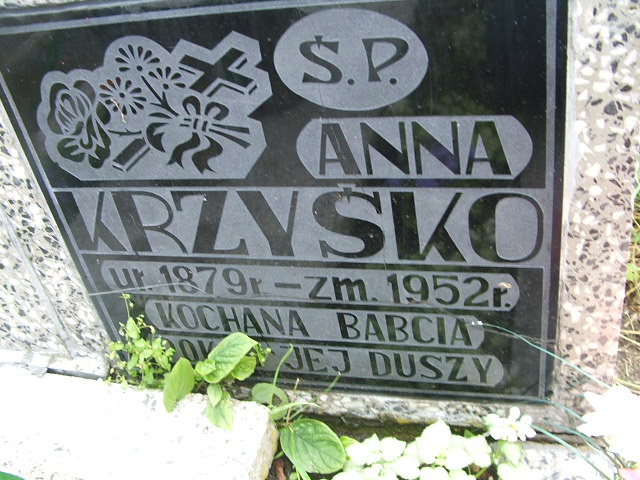 Ś.P.
ANNA
KRZYŚKO
ur. 1879r. – zm. 1952r.
KOCHANA BABCIA
JEJ DUSZY